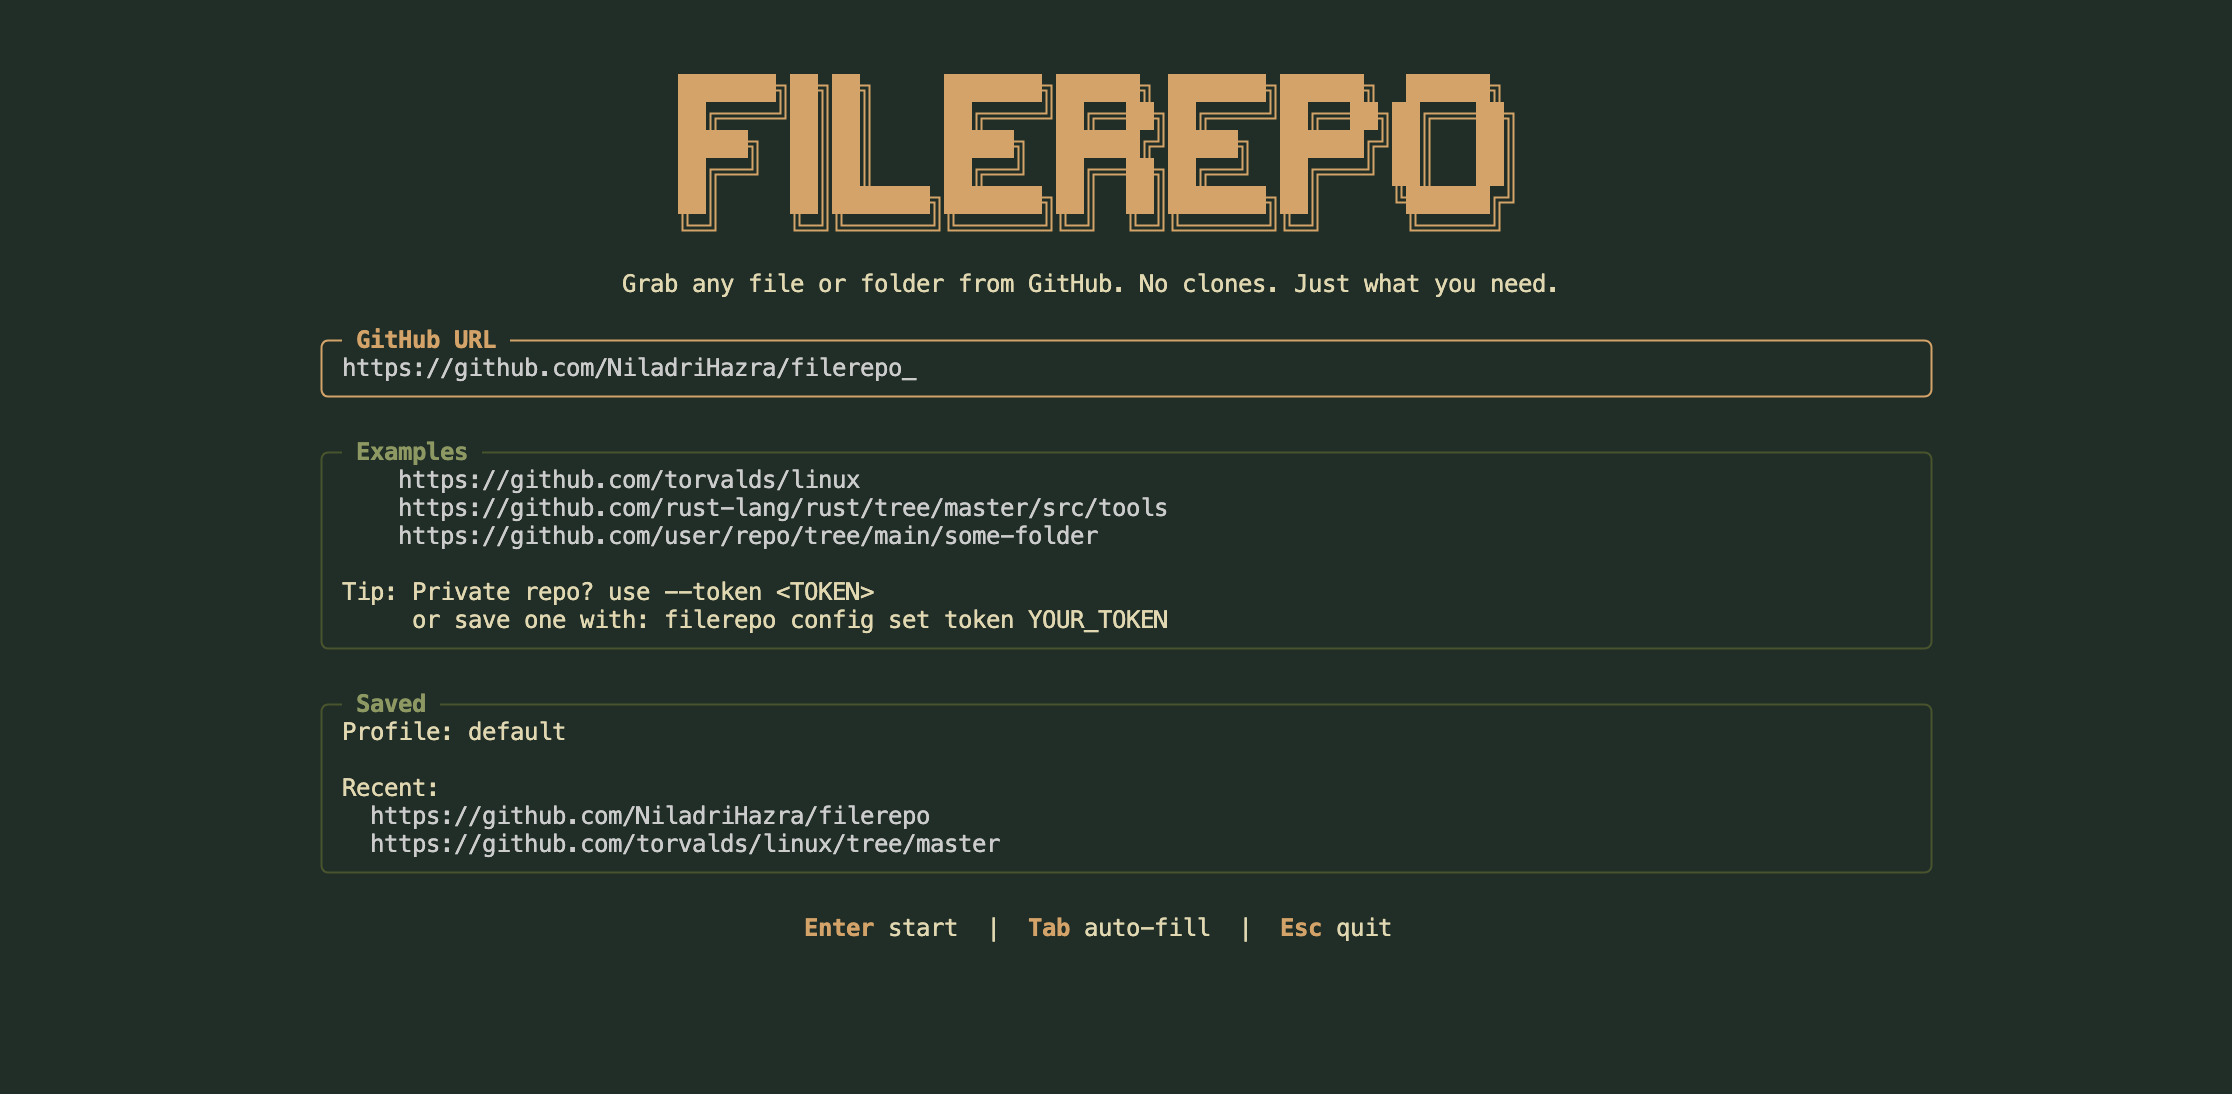 FILEREPO
Grab any file or folder from GitHub. No clones. Just what you need.
GitHub URL
https://github.com/NiladriHazra/filerepo_
Examples
https://github.com/torvalds/linux
https://github.com/rust-lang/rust/tree/master/src/tools
https://github.com/user/repo/tree/main/some-folder
Tip: Private repo? use --token <TOKEN>
or save one with: filerepo config set token YOUR_TOKEN
Saved
Profile: default
Recent:
https://github.com/NiladriHazra/filerepo
https://github.com/torvalds/linux/tree/master
Enter start | Tab auto-fill | Esc quit